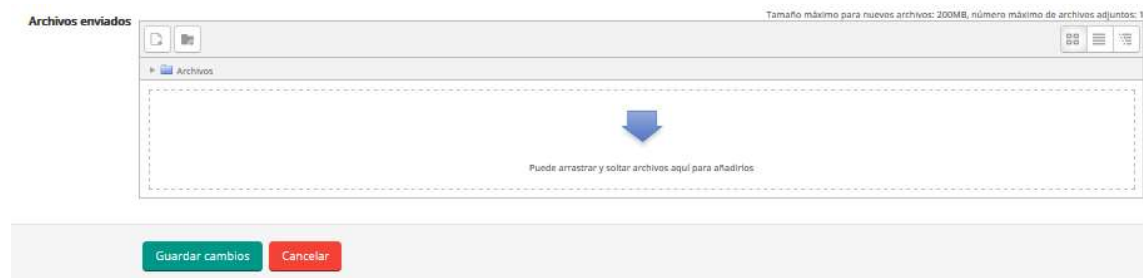 Tamaño máximo para nuevos archivos: 200MB, número máximo de archivos adjuntos: 1
Archivos enviados
Archivos
Puede arrastrar y soltar archivos aquí para añadirlos
Guardar cambios
Cancelar